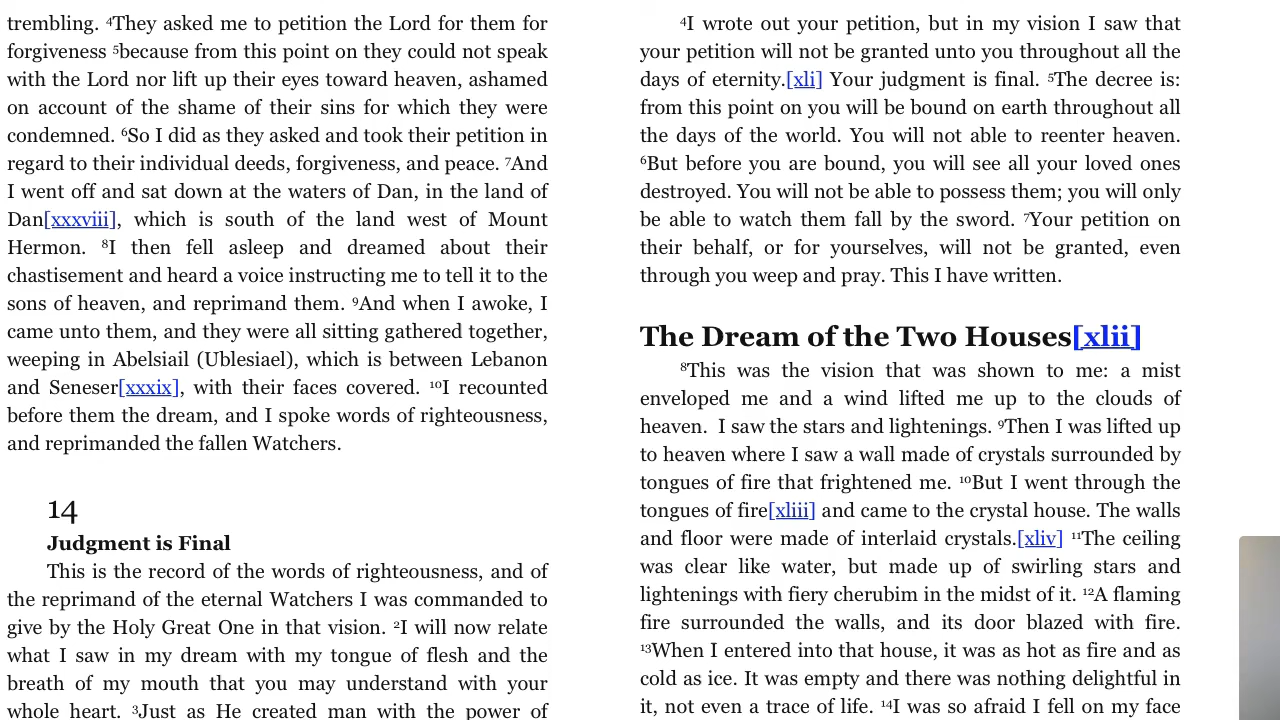 trembling. ⁴They asked me to petition the Lord for them for
forgiveness ⁵because from this point on they could not speak
with the Lord nor lift up their eyes toward heaven, ashamed
on account of the shame of their sins for which they were
condemned. ⁶So I did as they asked and took their petition in
regard to their individual deeds, forgiveness, and peace. ⁷And
I went off and sat down at the waters of Dan, in the land of
Dan[xxxviii], which is south of the land west of Mount
Hermon. ⁸I then fell asleep and dreamed about their
chastisement and heard a voice instructing me to tell it to the
sons of heaven, and reprimand them. ⁹And when I awoke, I
came unto them, and they were all sitting gathered together,
weeping in Abelsiail (Ublesiael), which is between Lebanon
and Seneser[xxxix], with their faces covered. ¹⁰I recounted
before them the dream, and I spoke words of righteousness,
and reprimanded the fallen Watchers.
14
Judgment is Final
This is the record of the words of righteousness, and of
the reprimand of the eternal Watchers I was commanded to
give by the Holy Great One in that vision. ²I will now relate
what I saw in my dream with my tongue of flesh and the
breath of my mouth that you may understand with your
whole heart. ³Just as He created man with the power of
⁴I wrote out your petition, but in my vision I saw that
your petition will not be granted unto you throughout all the
days of eternity.[xli] Your judgment is final. ⁵The decree is:
from this point on you will be bound on earth throughout all
the days of the world. You will not able to reenter heaven.
⁶But before you are bound, you will see all your loved ones
destroyed. You will not be able to possess them; you will only
be able to watch them fall by the sword. ⁷Your petition on
their behalf, or for yourselves, will not be granted, even
through you weep and pray. This I have written.
The Dream of the Two Houses[xlii]
⁸This was the vision that was shown to me: a mist
enveloped me and a wind lifted me up to the clouds of
heaven. I saw the stars and lightenings. ⁹Then I was lifted up
to heaven where I saw a wall made of crystals surrounded by
tongues of fire that frightened me. ¹⁰But I went through the
tongues of fire[xliii] and came to the crystal house. The walls
and floor were made of interlaid crystals.[xliv] ¹¹The ceiling
was clear like water, but made up of swirling stars and
lightenings with fiery cherubim in the midst of it. ¹²A flaming
fire surrounded the walls, and its door blazed with fire.
¹³When I entered into that house, it was as hot as fire and as
cold as ice. It was empty and there was nothing delightful in
it, not even a trace of life. ¹⁴I was so afraid I fell on my face